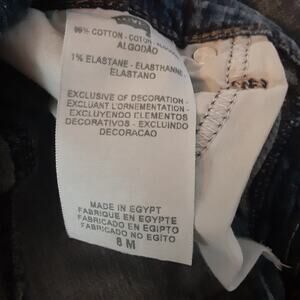 99% COTTON - COTON - ALGODÓN
ALGODÃO
1% ELASTANE - ELASTHANNE
ELASTANO
EXCLUSIVE OF DECORATION -
EXCLUANT L'ORNEMENTATION -
EXCLUYENDO ELEMENTOS
DECORATIVOS - EXCLUINDO
DECORACAO
MADE IN EGYPT
FABRIQUE EN EGYPTE
FABRICADO EN EGIPTO
FABRICADO NO EGITO
8 M